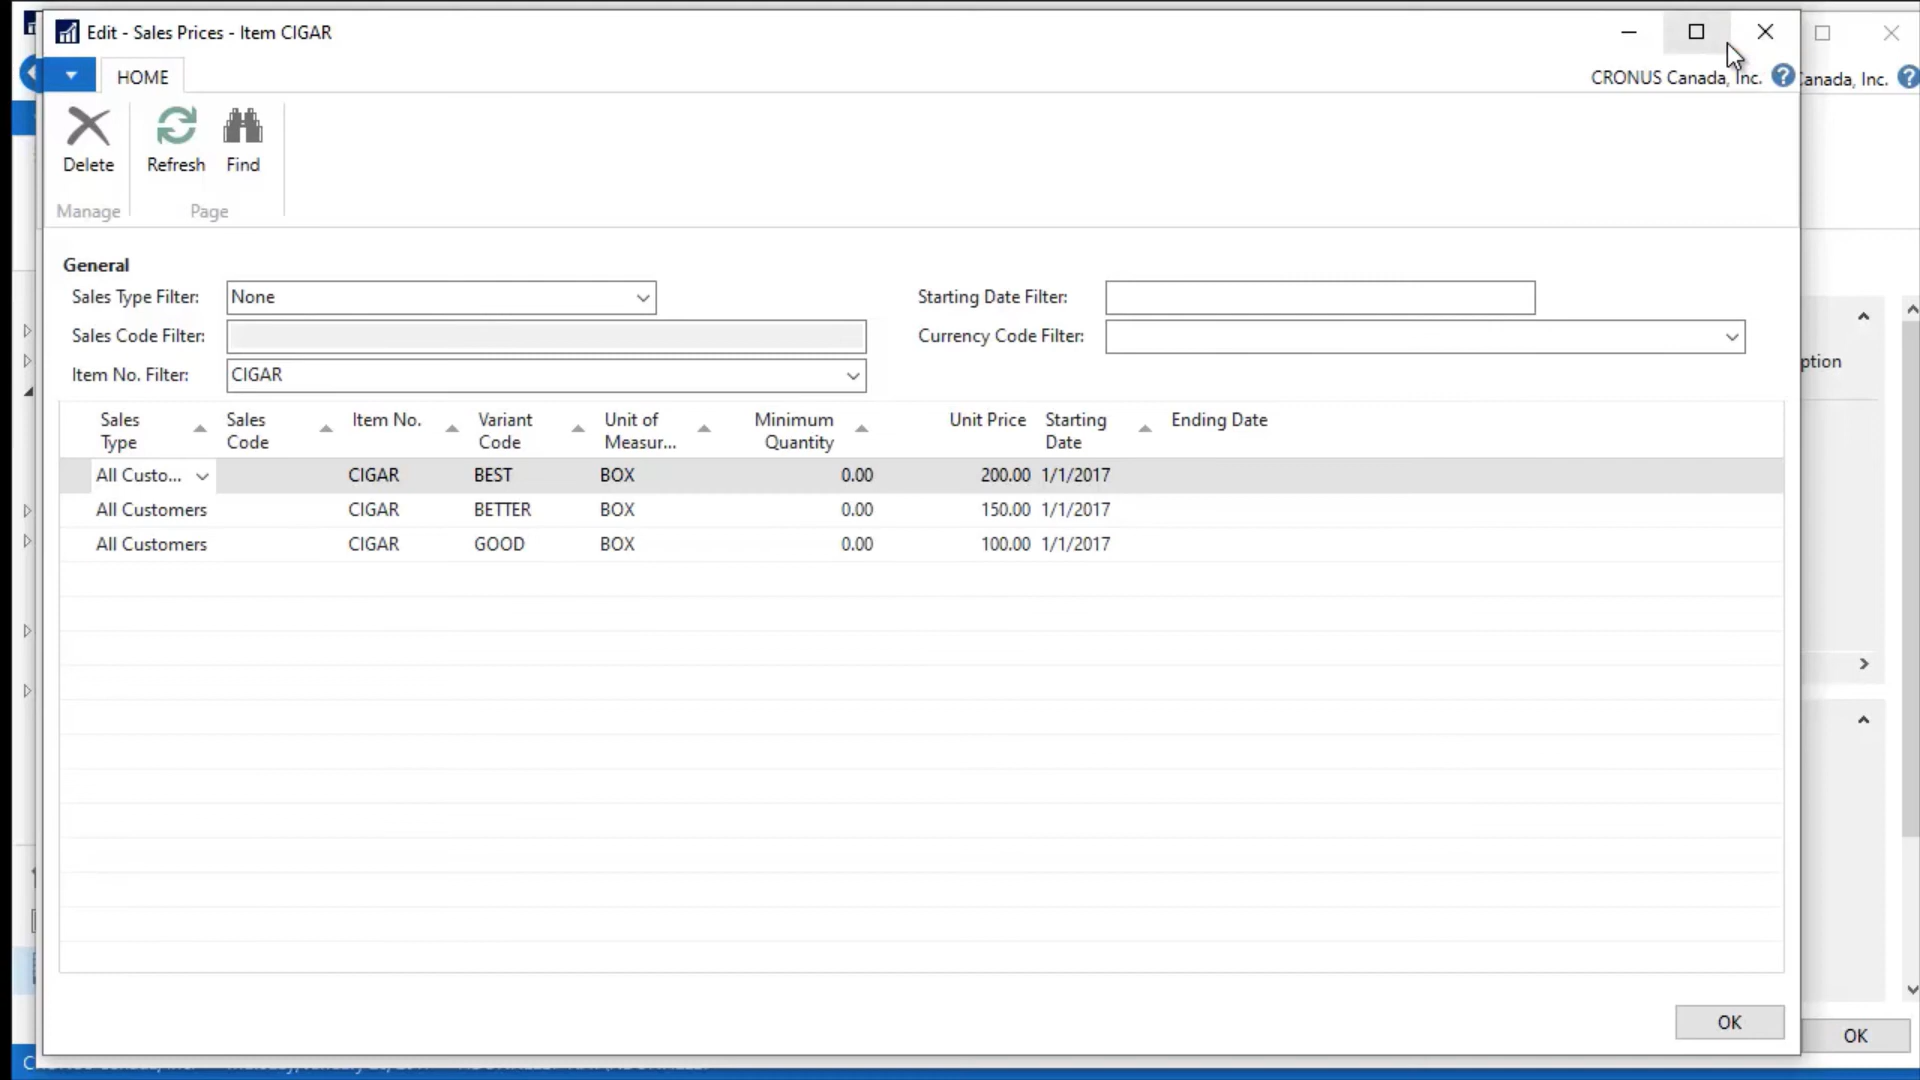 Edit - Sales Prices - Item CIGAR
HOME
CRONUS Canada, Inc.
Canada, Inc.
Delete
Refresh
Find
Manage
Page
General
Sales Type Filter: None
Starting Date Filter:
Sales Code Filter:
Currency Code Filter:
Item No. Filter: CIGAR
ption
Sales Type
Sales Code
Item No.
Variant Code
Unit of Measur...
Minimum Quantity
Unit Price
Starting Date
Ending Date
All Custo... CIGAR BEST BOX 0.00 200.00 1/1/2017
All Customers CIGAR BETTER BOX 0.00 150.00 1/1/2017
All Customers CIGAR GOOD BOX 0.00 100.00 1/1/2017
OK
OK